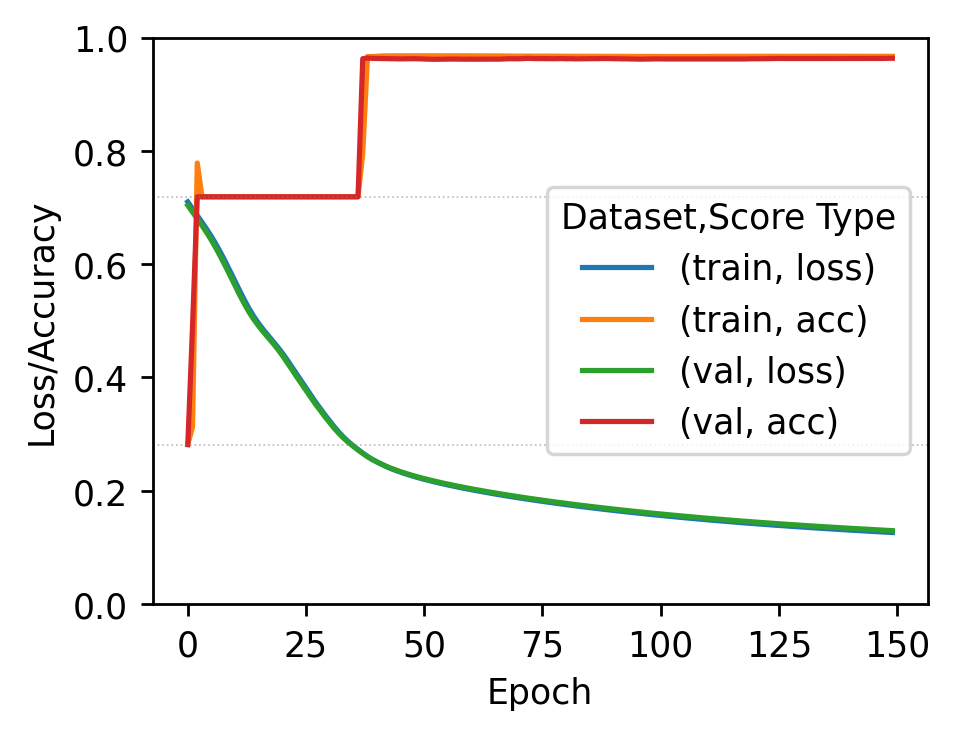 1.0
0.8
0.6
0.4
0.2
0.0
Loss/Accuracy
Dataset,Score Type
(train, loss)
(train, acc)
(val, loss)
(val, acc)
0 25 50 75 100 125 150
Epoch